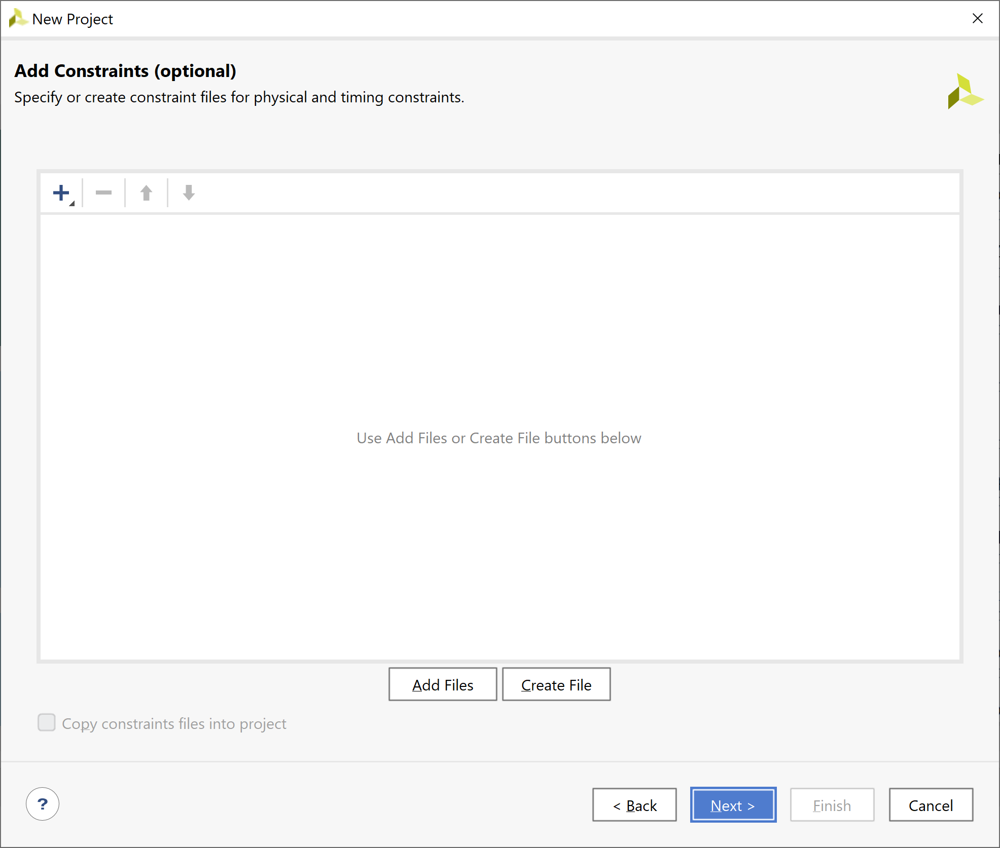 New Project
Add Constraints (optional)
Specify or create constraint files for physical and timing constraints.
Use Add Files or Create File buttons below
Add Files
Create File
Copy constraints files into project
?
< Back
Next >
Finish
Cancel